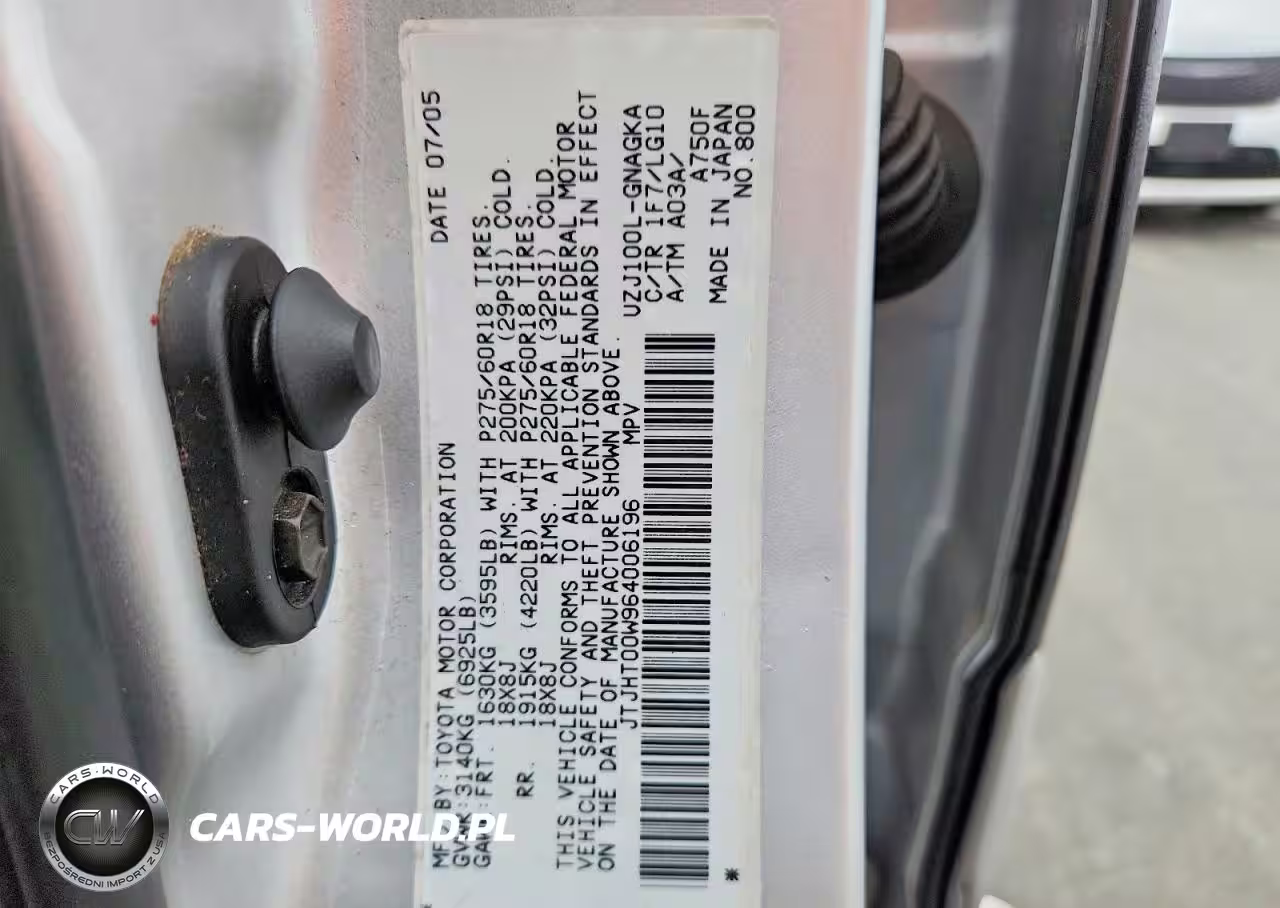 MFD.BY:TOYOTA MOTOR CORPORATION DATE 07/05
GVWR:3140KG (6925LB)
GAWR:FRT. 1630KG (3595LB) WITH P275/60R18 TIRES.
18X8J RIMS. AT 200KPA (29PSI) COLD.
RR. 1915KG (4220LB) WITH P275/60R18 TIRES.
18X8J RIMS. AT 220KPA (32PSI) COLD.
THIS VEHICLE CONFORMS TO ALL APPLICABLE FEDERAL MOTOR
VEHICLE SAFETY AND THEFT PREVENTION STANDARDS IN EFFECT
ON THE DATE OF MANUFACTURE SHOWN ABOVE.
JTJHT00W964006196 MPV UZJ100L-GNAGKA
C/TR 1F7/LG10
A/TM A03A/
A750F
MADE IN JAPAN
NO.800
CARS-WORLD
CW
BEZPOŚREDNI IMPORT Z USA
CARS-WORLD.PL